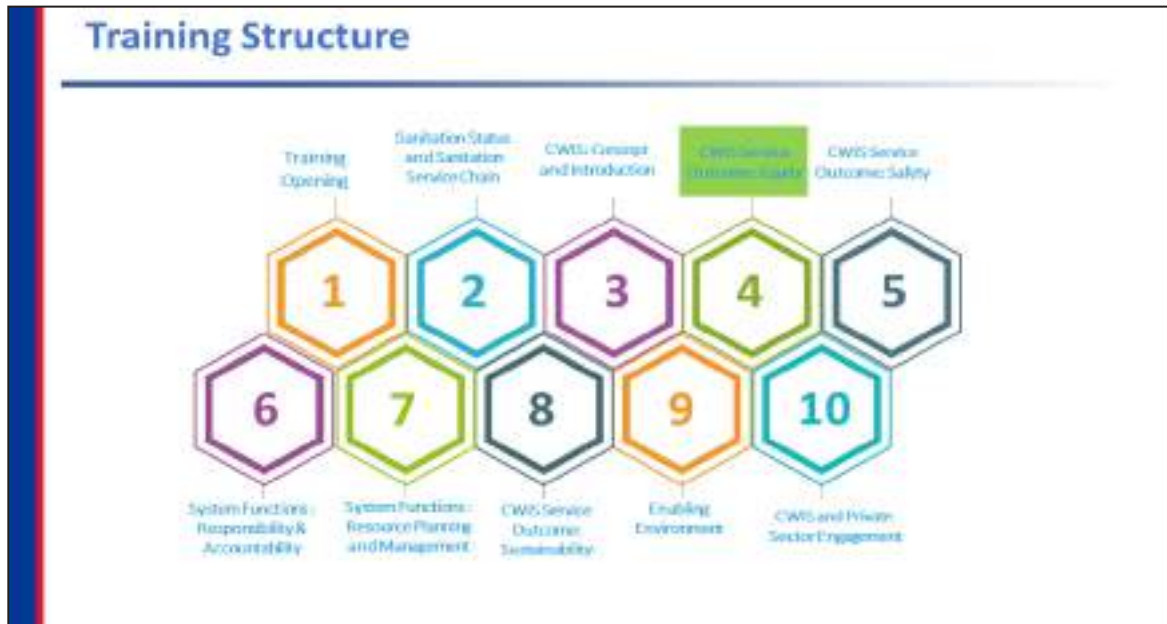 Training Structure
Training
Opening
Sanitation Status
and Sanitation
Service Chain
CWIS: Concept
and Introduction
CWIS Service
Outcome: Equity
CWIS Service
Outcome: Safety
1
2
3
4
5
6
7
8
9
10
System Functions :
Responsibility &
Accountability
System Functions :
Resource Planning
and Management
CWIS Service
Outcome:
Sustainability
Enabling
Environment
CWIS and Private
Sector Engagement